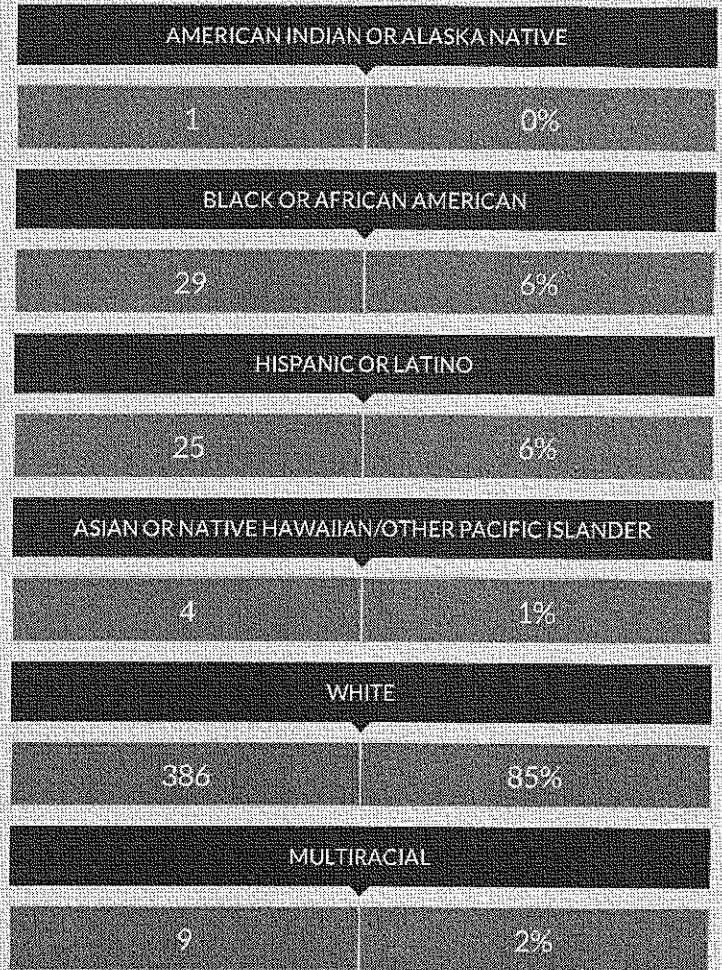 AMERICAN INDIAN OR ALASKA NATIVE
1 0%
BLACK OR AFRICAN AMERICAN
29 6%
HISPANIC OR LATINO
25 6%
ASIAN OR NATIVE HAWAIIAN/OTHER PACIFIC ISLANDER
4 1%
WHITE
386 85%
MULTIRACIAL
9 2%